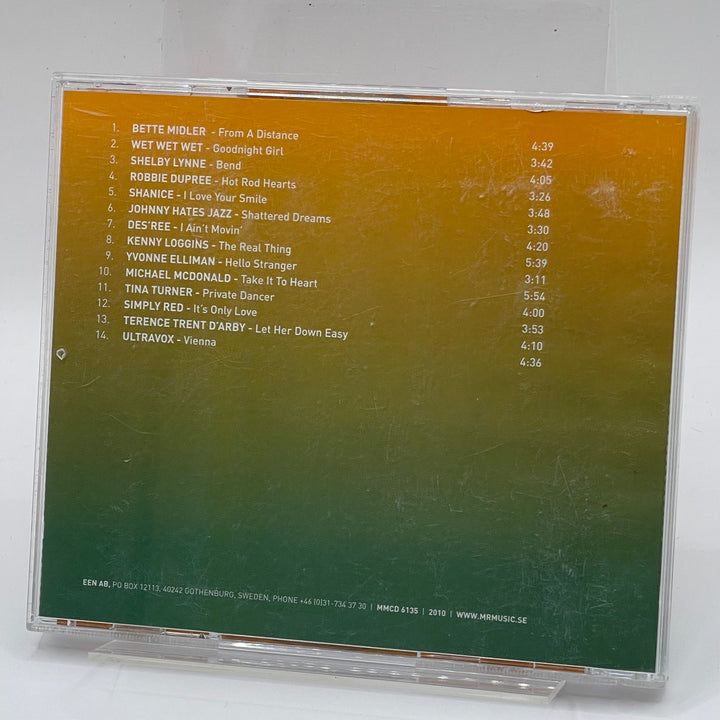 1. BETTE MIDLER - From A Distance 4:39
2. WET WET WET - Goodnight Girl 3:42
3. SHELBY LYNNE - Bend 4:05
4. ROBBIE DUPREE - Hot Rod Hearts 3:26
5. SHANICE - I Love Your Smile 3:48
6. JOHNNY HATES JAZZ - Shattered Dreams 3:30
7. DES'REE - I Ain't Movin' 4:20
8. KENNY LOGGINS - The Real Thing 5:39
9. YVONNE ELLIMAN - Hello Stranger 3:11
10. MICHAEL MCDONALD - Take It To Heart 5:54
11. TINA TURNER - Private Dancer 4:00
12. SIMPLY RED - It's Only Love 3:53
13. TERENCE TRENT D'ARBY - Let Her Down Easy 4:10
14. ULTRAVOX - Vienna 4:36
EEN AB, PO BOX 12113, 40242 GOTHENBURG, SWEDEN, PHONE +46 (0)31-734 37 30 | MMCD 6135 | 2010 | WWW.MRMUSIC.SE